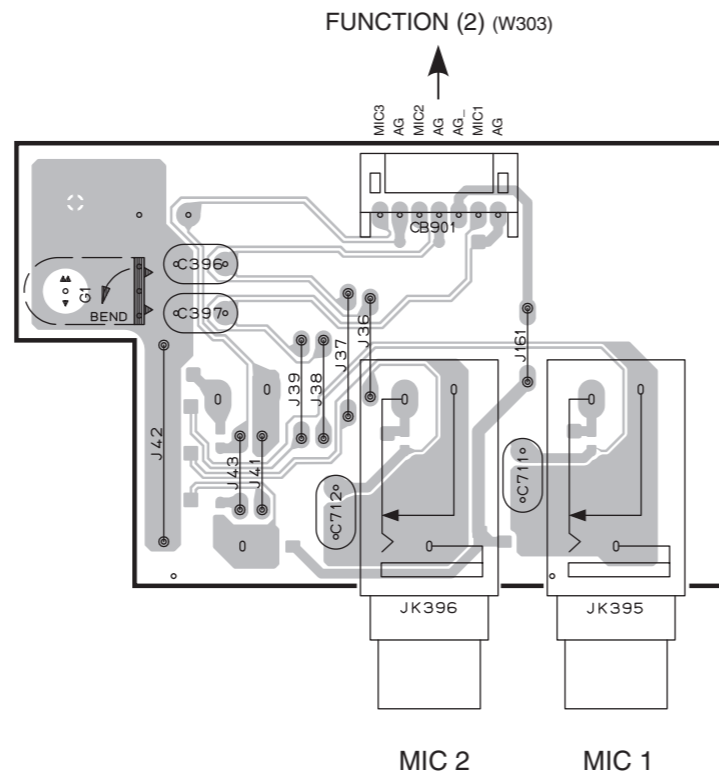 FUNCTION (2) (W303)
MIC3
AG
MIC2
AG
AG_
MIC1
AG
CB901
C396
G1
BEND
C397
J36
J37
J161
J39
J38
J42
J43
J41
C712
C711
JK396
JK395
MIC 2
MIC 1